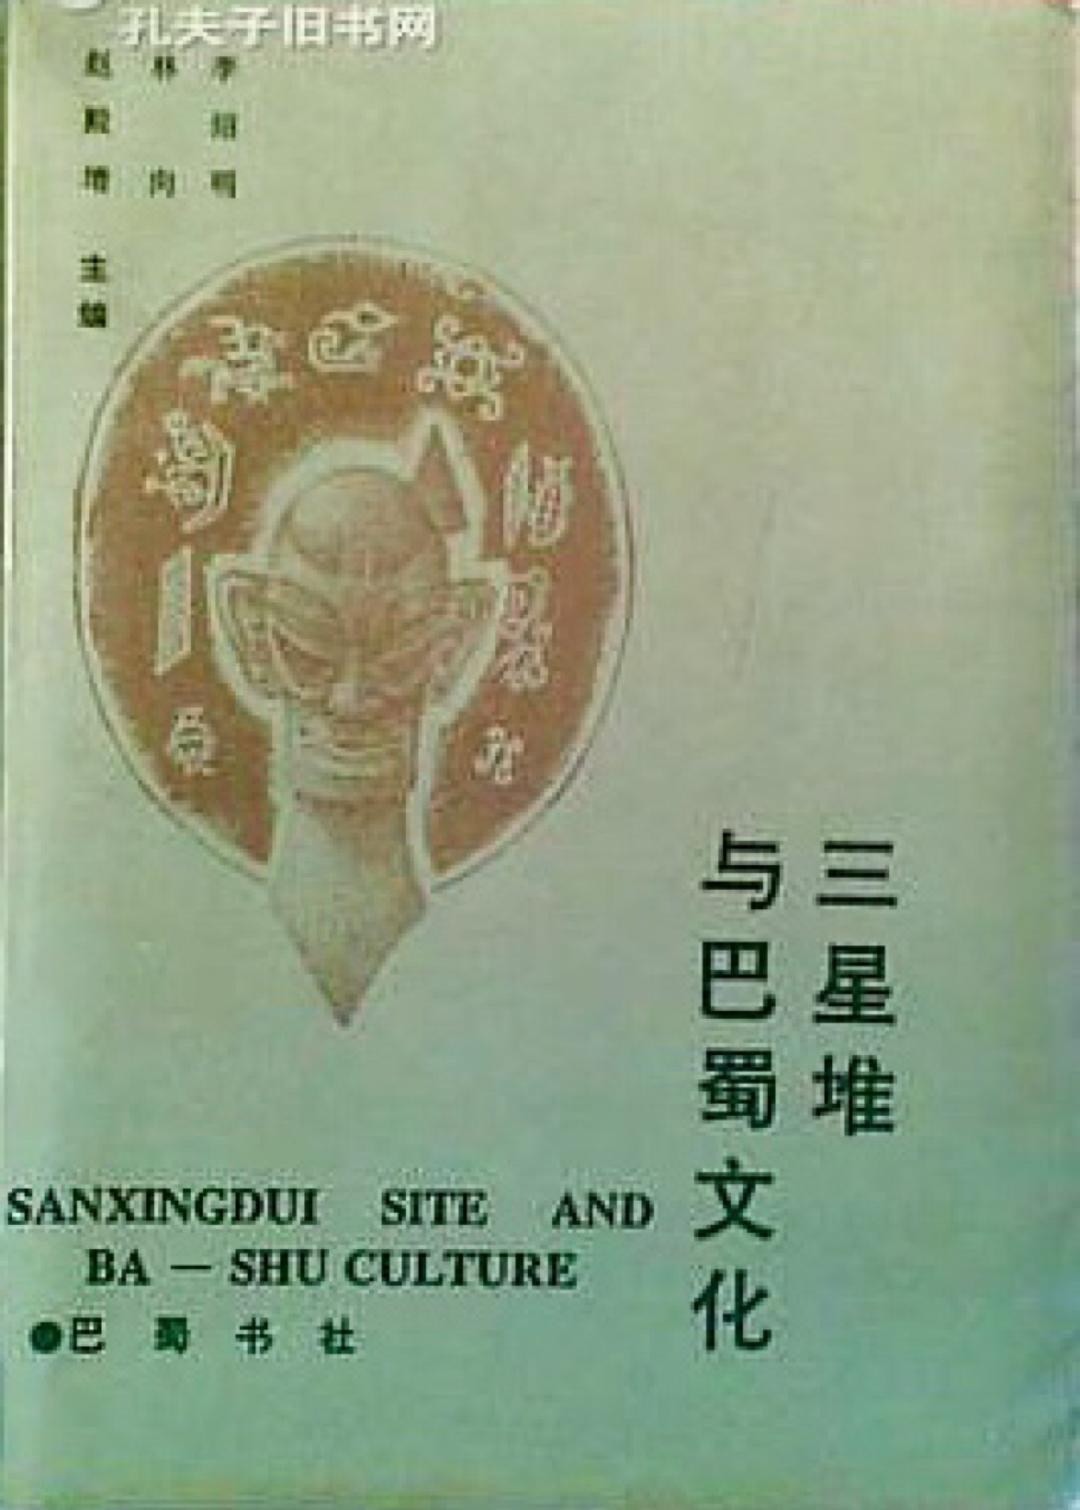 孔夫子旧书网
李绍明
林向
赵殿增
主编
三星堆
与巴蜀文化
SANXINGDUI SITE AND
BA — SHU CULTURE
●巴蜀书社